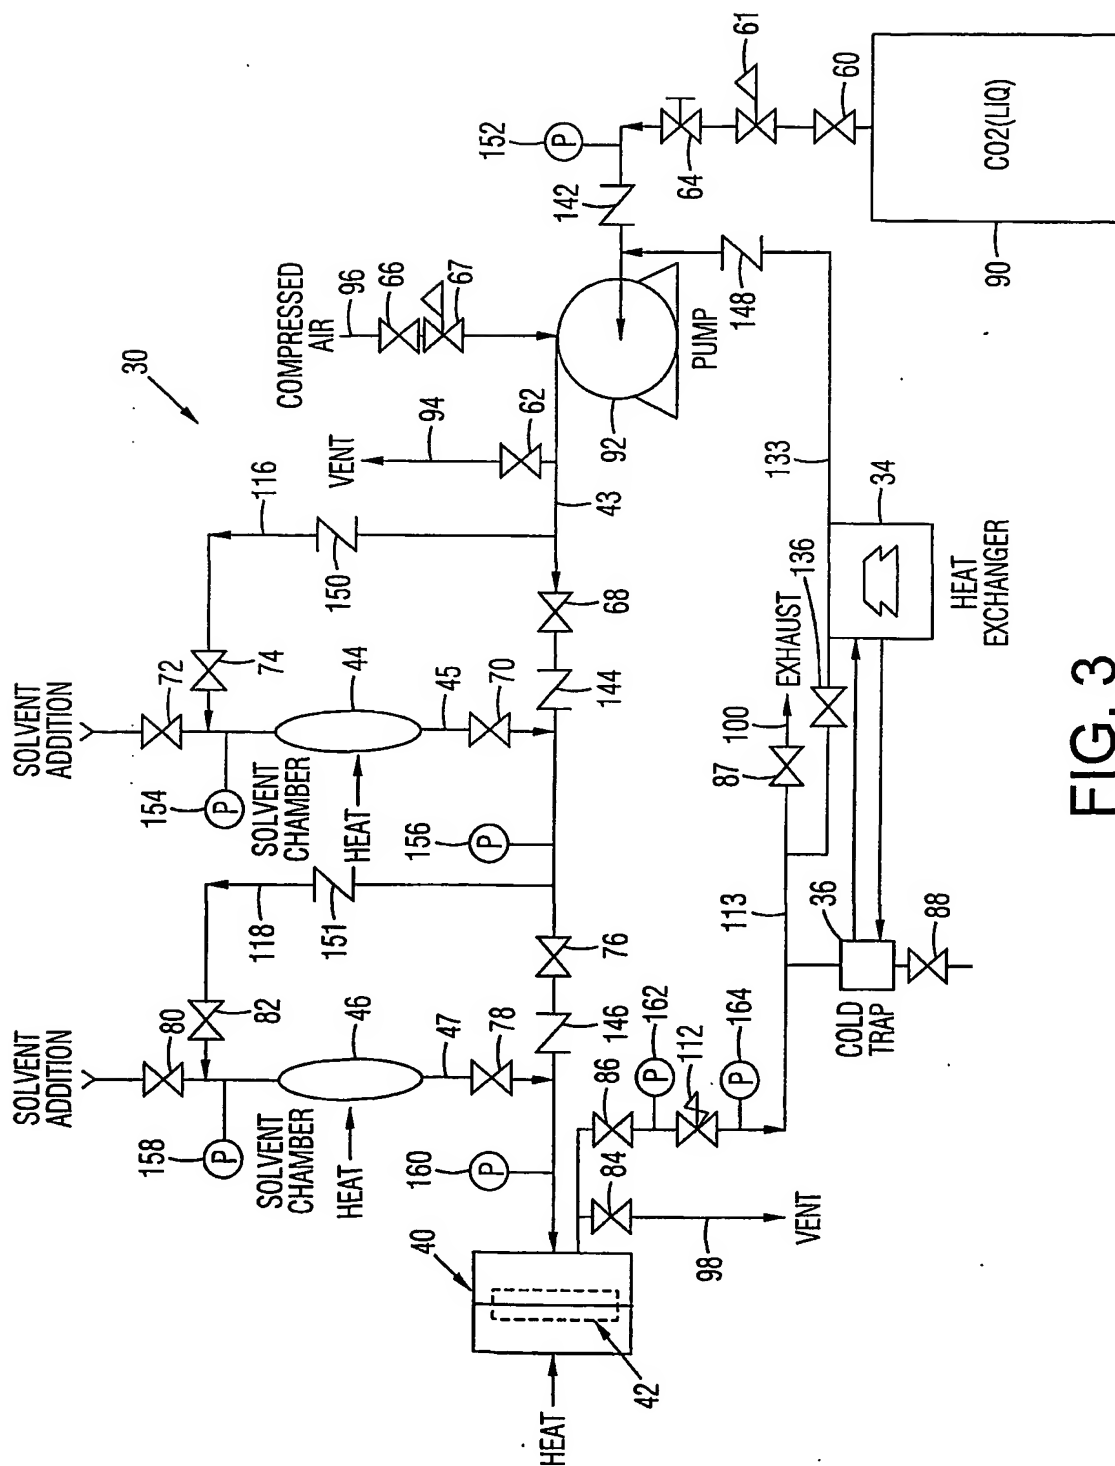 SOLVENT
ADDITION
SOLVENT
ADDITION
158
80
154
72
30
82
118
74
116
SOLVENT
CHAMBER
HEAT
46
151
SOLVENT
CHAMBER
HEAT
44
150
VENT
94
COMPRESSED
AIR
96
66
67
P
P
160
47
78
156
45
70
62
P
P
40
146
76
144
68
43
92
142
152
P
HEAT
42
84
86
162
P
112
164
P
98
VENT
113
87
100
EXHAUST
136
133
PUMP
148
64
61
60
COLD
TRAP
36
88
34
HEAT
EXCHANGER
90
CO2(LIQ)
FIG. 3